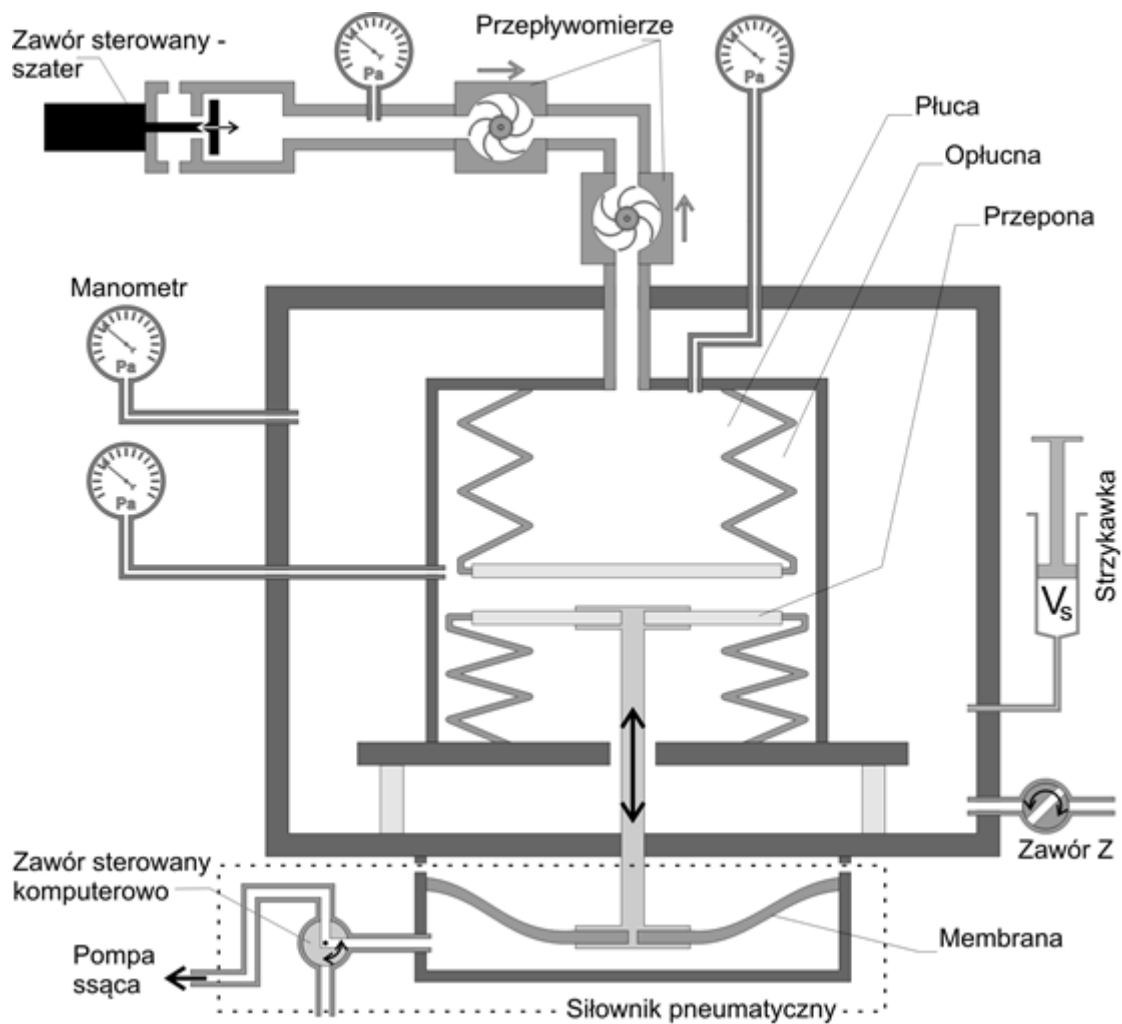 Przepływomierze
Zawór sterowany -
szater
Pa
Pa
Płuca
Opłucna
Przepona
Manometr
Pa
Pa
Strzykawka
Vs
Zawór Z
Zawór sterowany
komputerowo
Membrana
Pompa
ssąca
Siłownik pneumatyczny